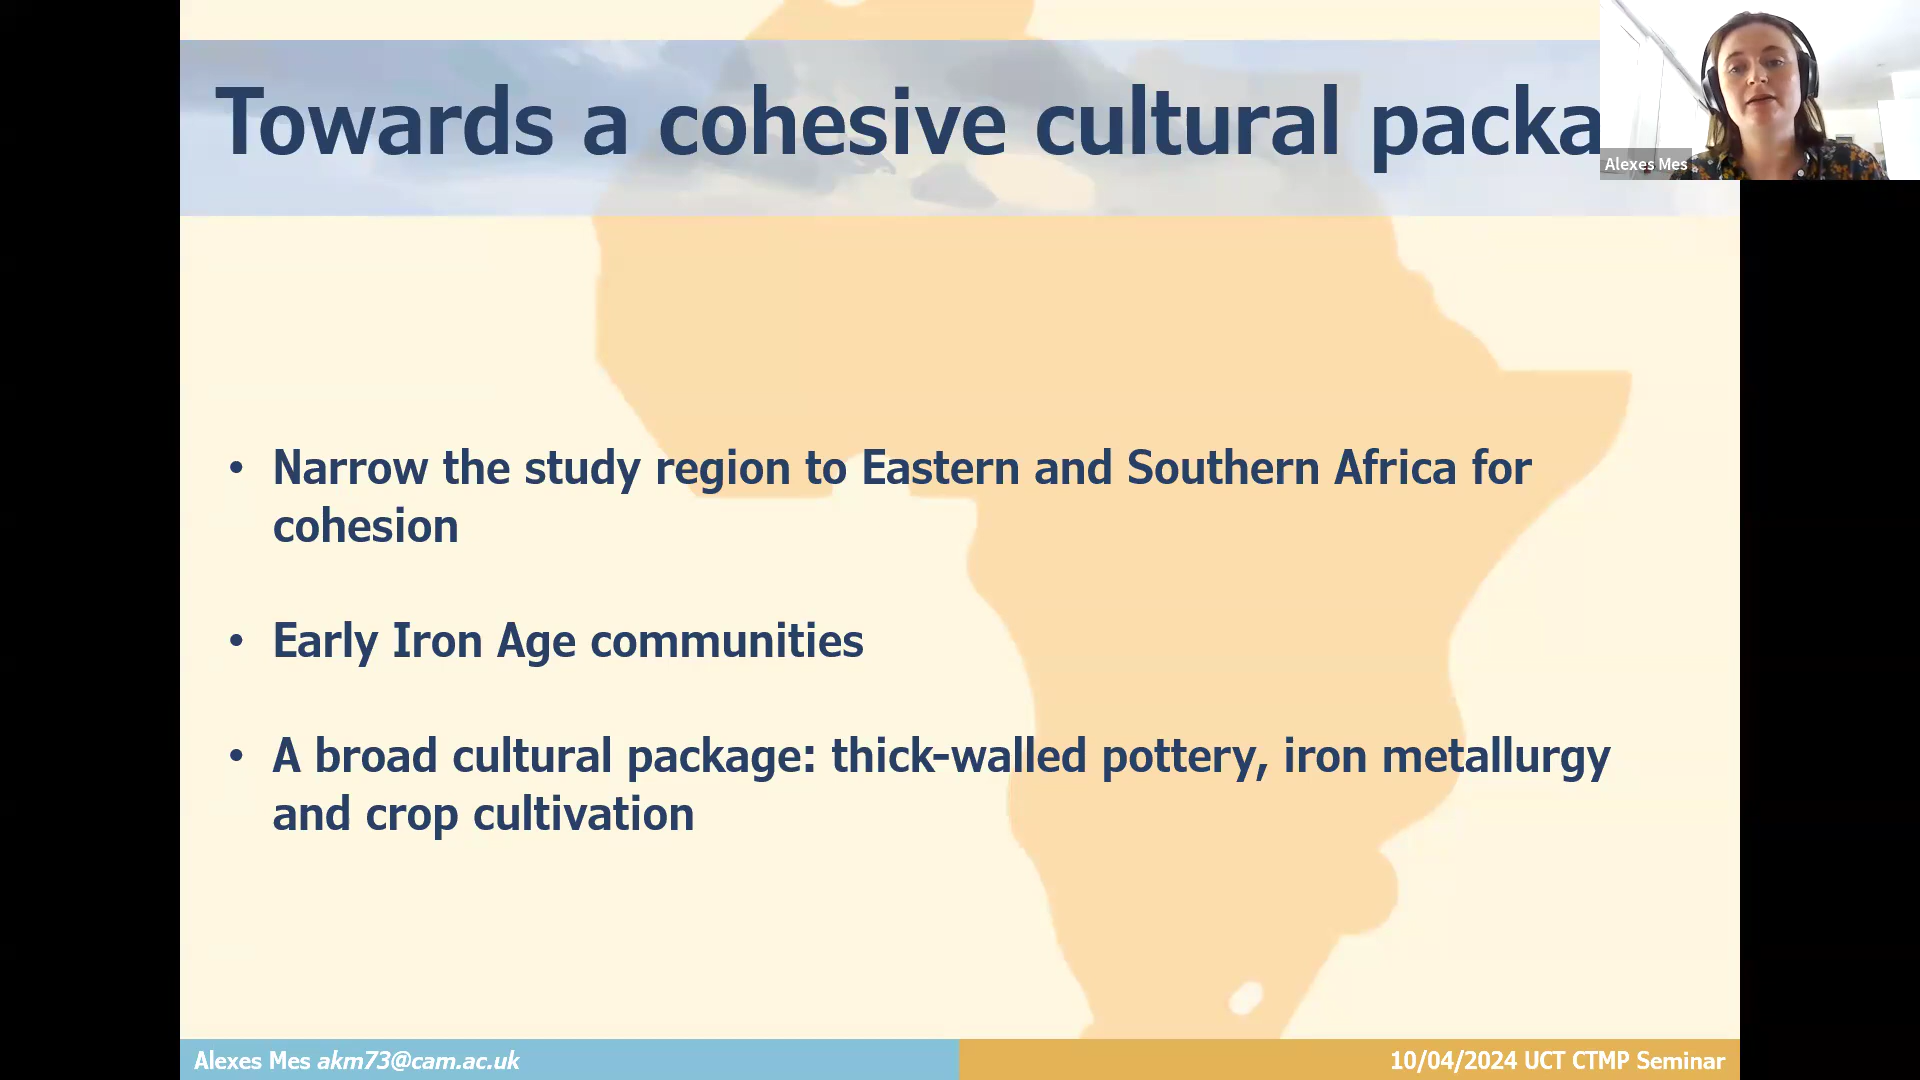 Towards a cohesive cultural packa
Alexes Mes
• Narrow the study region to Eastern and Southern Africa for
cohesion
• Early Iron Age communities
• A broad cultural package: thick-walled pottery, iron metallurgy
and crop cultivation
Alexes Mes akm73@cam.ac.uk
10/04/2024 UCT CTMP Seminar